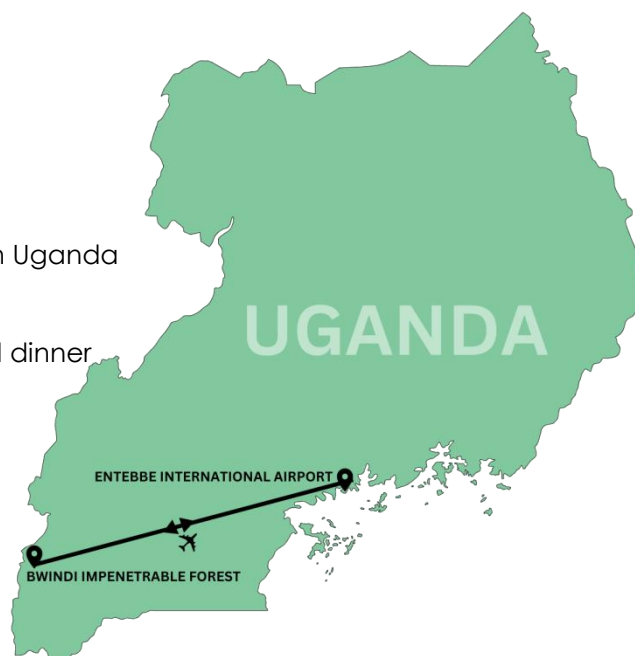 n Uganda
UGANDA
dinner
ENTEBBE INTERNATIONAL AIRPORT
BWINDI IMPENETRABLE FOREST